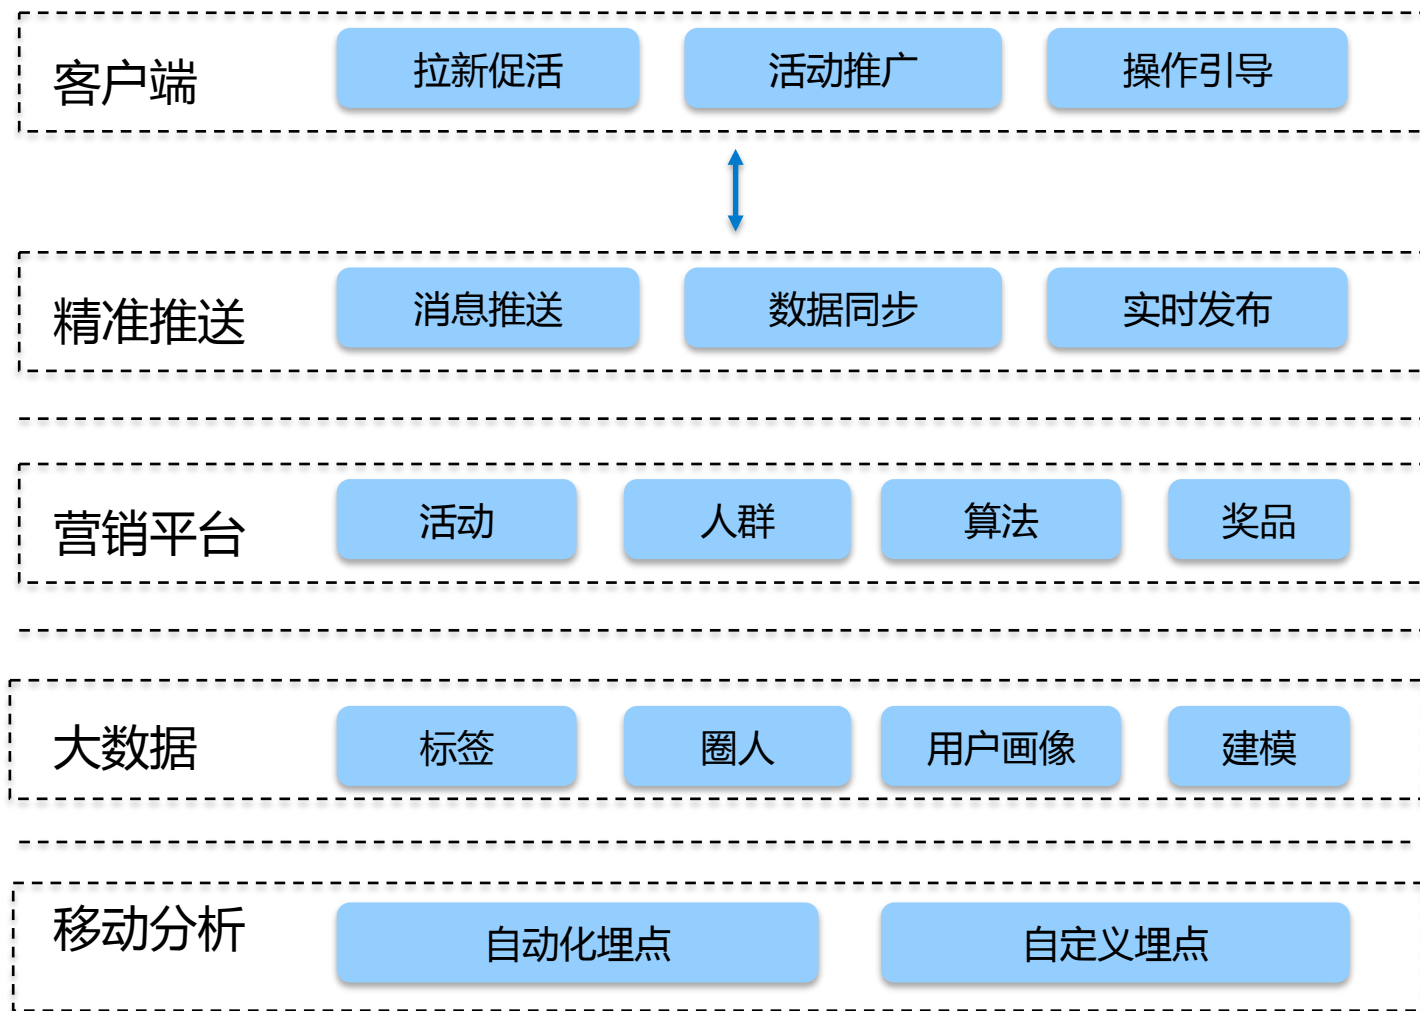 客户端
拉新促活
活动推广
操作引导
精准推送
消息推送
数据同步
实时发布
营销平台
活动
人群
算法
奖品
大数据
标签
圈人
用户画像
建模
移动分析
自动化埋点
自定义埋点